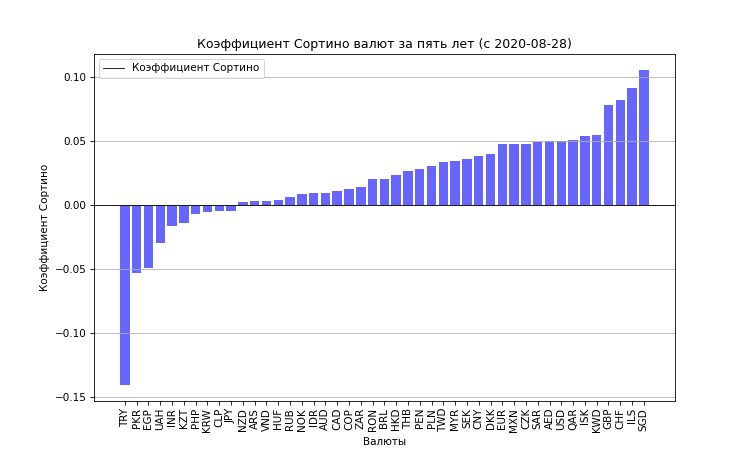 Коэффициент Сортино валют за пять лет (с 2020-08-28)
Коэффициент Сортино
0.10
0.05
0.00
−0.05
−0.10
−0.15
Коэффициент Сортино
TRY
PKR
EGP
UAH
INR
KZT
PHP
KRW
CLP
JPY
NZD
ARS
VND
HUF
RUB
NOK
IDR
AUD
CAD
COP
ZAR
RON
BRL
HKD
THB
PEN
PLN
TWD
MYR
SEK
CNY
DKK
EUR
MXN
CZK
SAR
AED
USD
QAR
ISK
KWD
GBP
CHF
ILS
SGD
Валюты